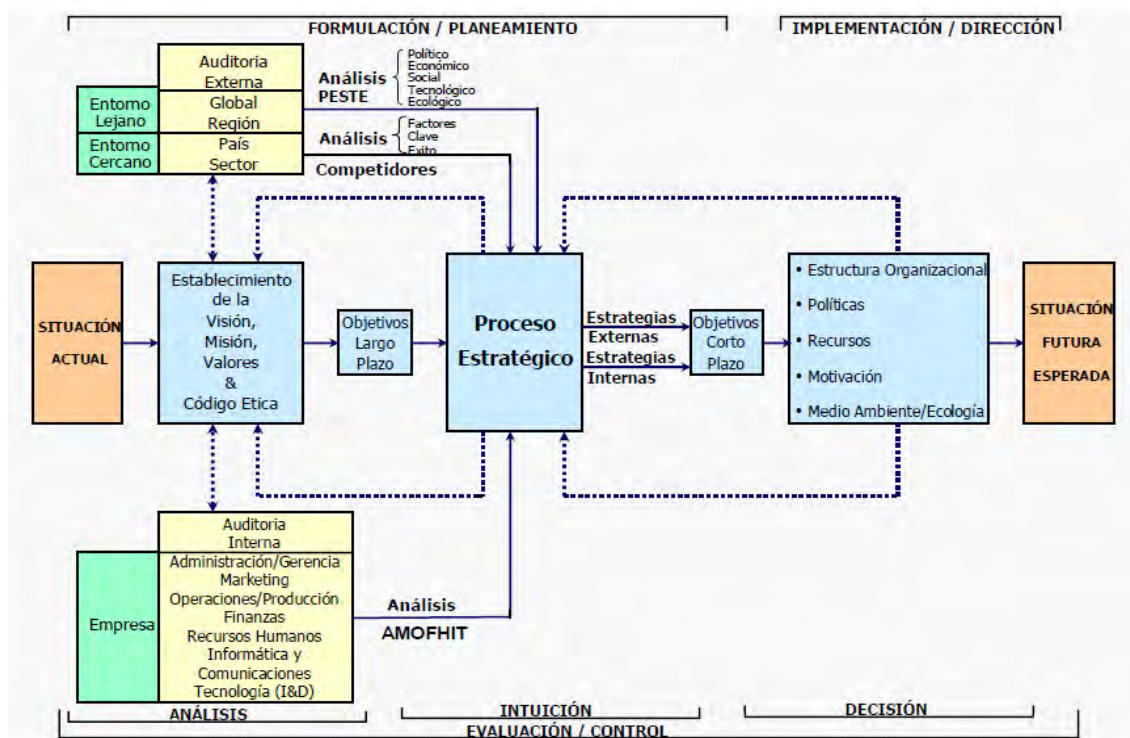 FORMULACIÓN / PLANEAMIENTO
IMPLEMENTACIÓN / DIRECCIÓN
Auditoria
Externa
Entorno
Lejano
Global
Región
Entorno
Cercano
País
Sector
Análisis
PESTE
Político
Económico
Social
Tecnológico
Ecológico
Análisis
Competidores
Factores
Clave
Exito
SITUACIÓN
ACTUAL
Establecimiento
de la
Visión,
Misión,
Valores
&
Código Etica
Objetivos
Largo
Plazo
Proceso
Estratégico
Estrategias
Externas
Estrategias
Internas
Objetivos
Corto
Plazo
• Estructura Organizacional
• Políticas
• Recursos
• Motivación
• Medio Ambiente/Ecología
SITUACIÓN
FUTURA
ESPERADA
Auditoria
Interna
Empresa
Administración/Gerencia
Marketing
Operaciones/Producción
Finanzas
Recursos Humanos
Informática y
Comunicaciones
Tecnología (I&D)
Análisis
AMOFHIT
ANÁLISIS
INTUICIÓN
DECISIÓN
EVALUACIÓN / CONTROL